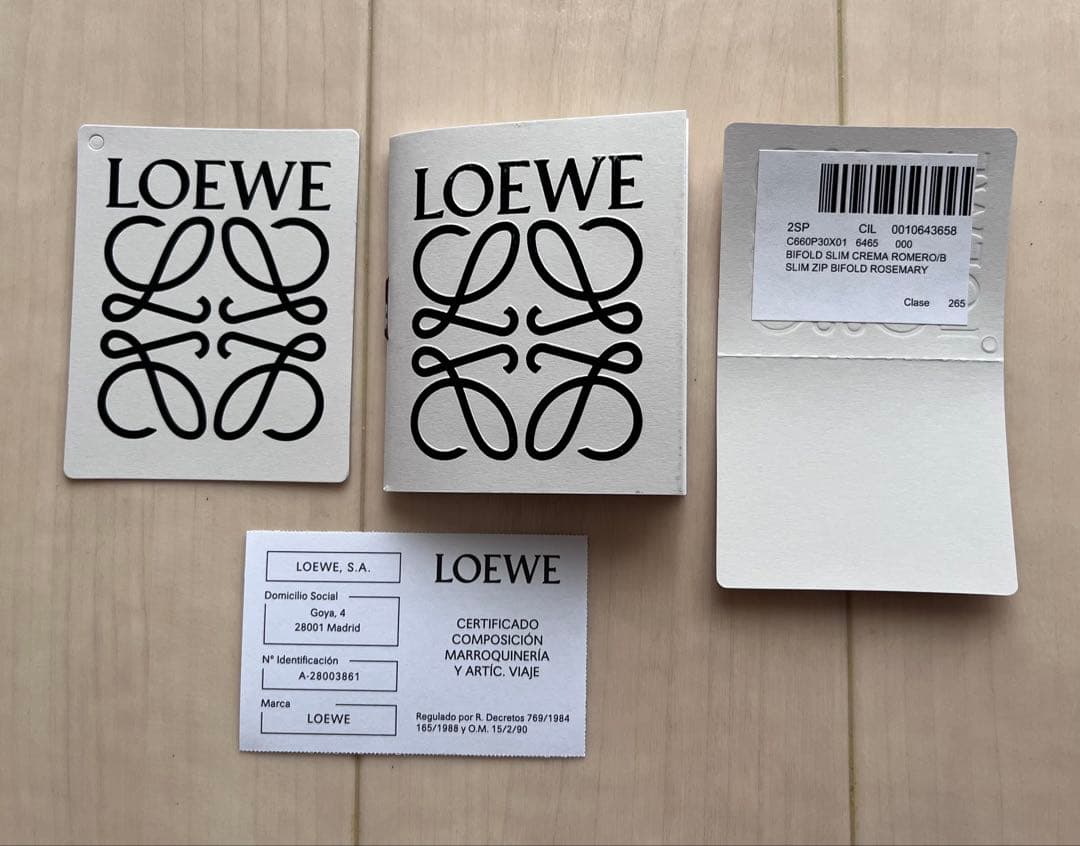 LOEWE
LOEWE
2SP CIL 0010643658
C660P30X01 6465 000
BIFOLD SLIM CREMA ROMERO/B
SLIM ZIP BIFOLD ROSEMARY
Clase 265
LOEWE, S.A.
Domicilio Social
Goya, 4
28001 Madrid
N° Identificación
A-28003861
Marca
LOEWE
LOEWE
CERTIFICADO
COMPOSICIÓN
MARROQUINERÍA
Y ARTÍC. VIAJE
Regulado por R. Decretos 769/1984
165/1988 y O.M. 15/2/90